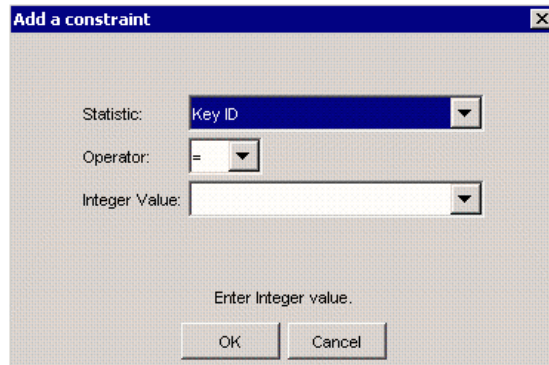 Add a constraint
Statistic: Key ID
Operator: =
Integer Value:
Enter Integer value.
OK Cancel